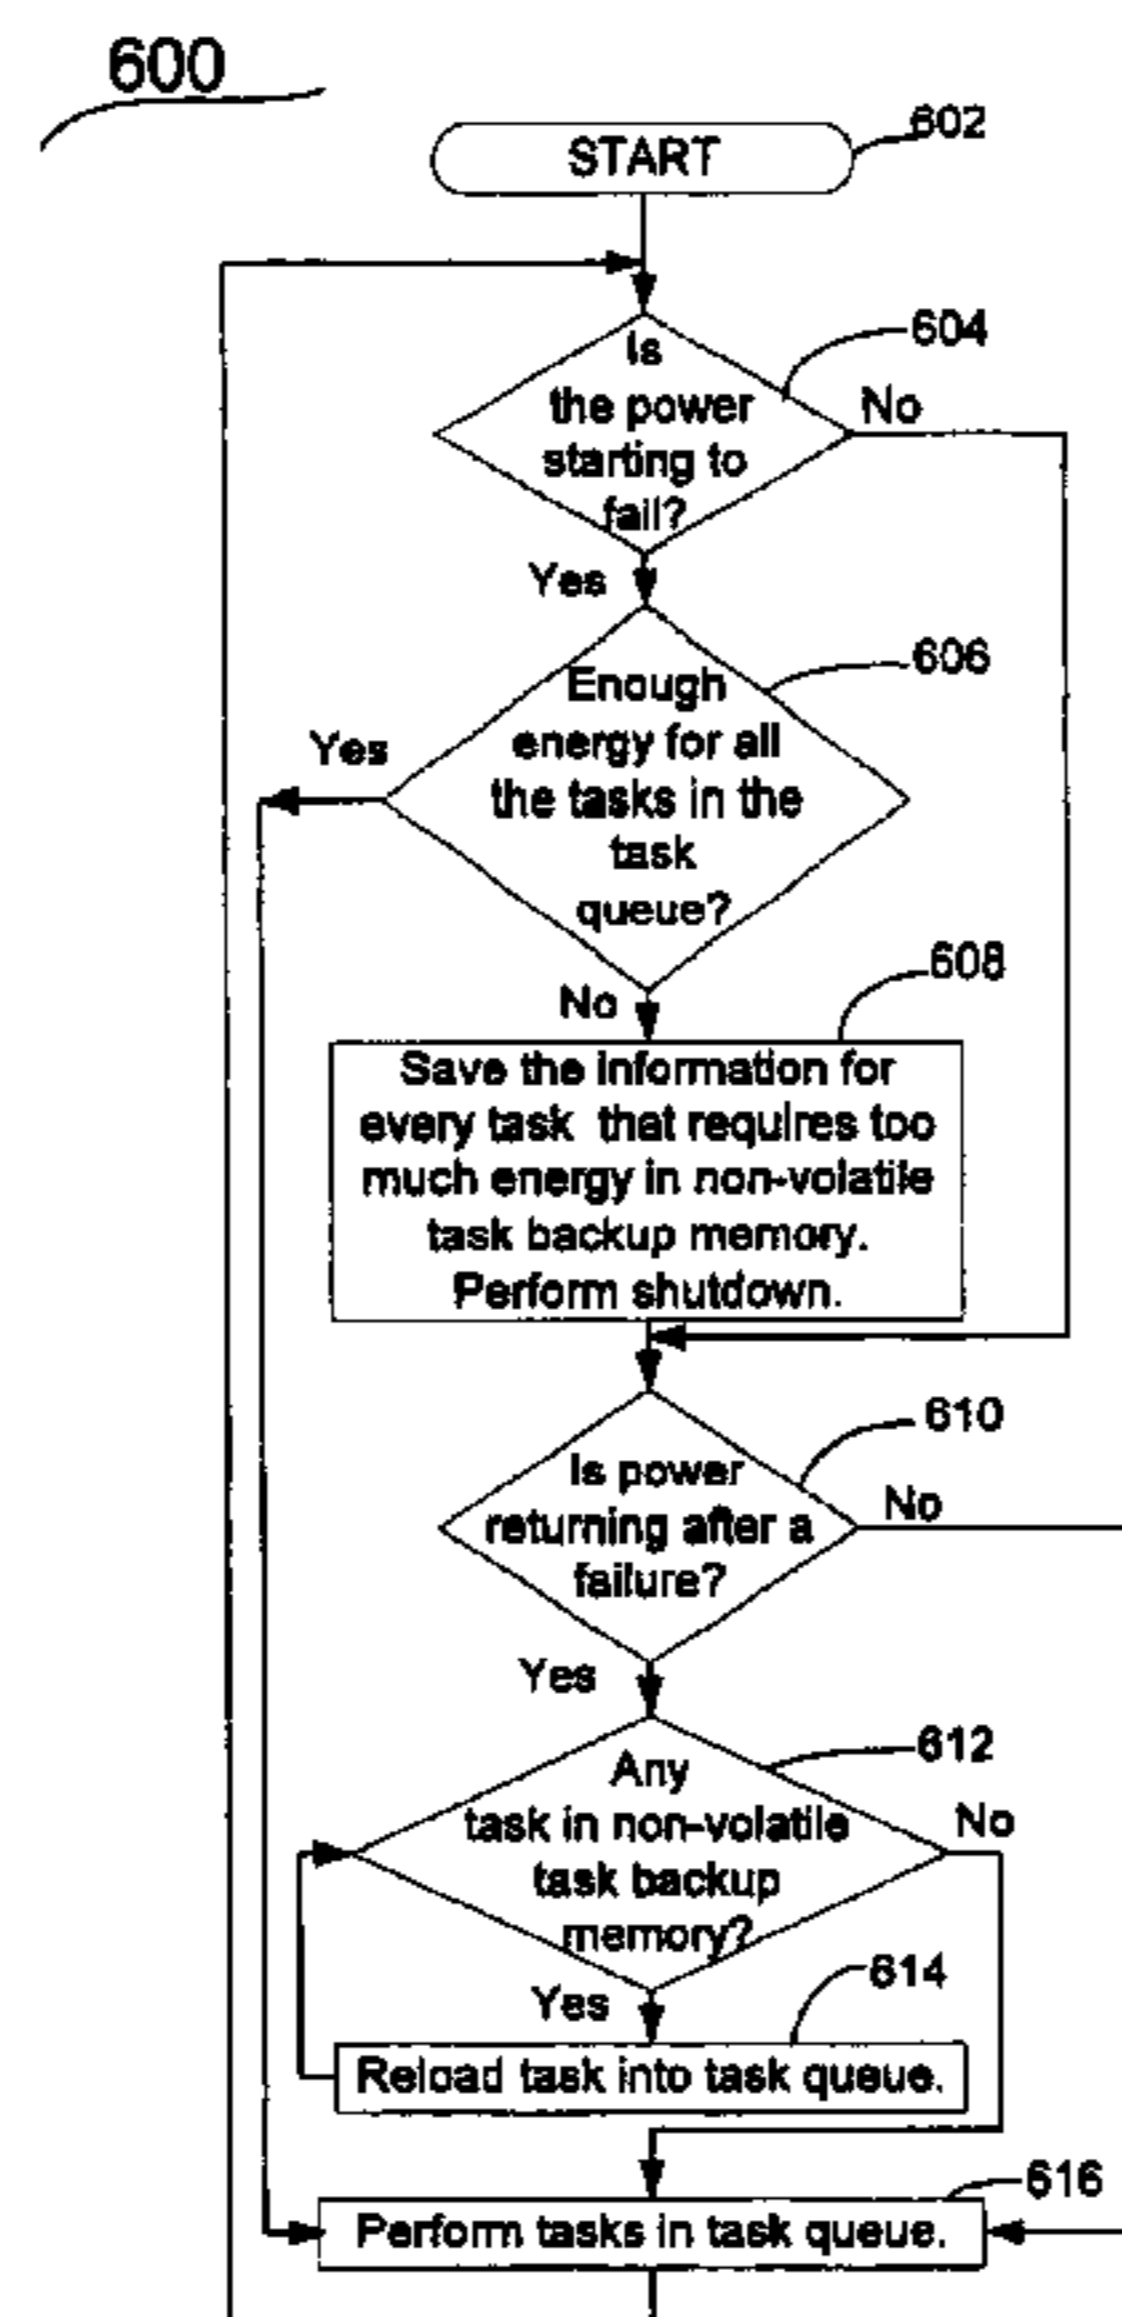 600
START
602
Is
the power
starting to
fail?
604
No
Yes
Enough
energy for all
the tasks in the
task
queue?
606
Yes
No
608
Save the information for
every task that requires too
much energy in non-volatile
task backup memory.
Perform shutdown.
610
Is power
returning after a
failure?
No
Yes
612
Any
task in non-volatile
task backup
memory?
No
Yes
614
Reload task into task queue.
616
Perform tasks in task queue.